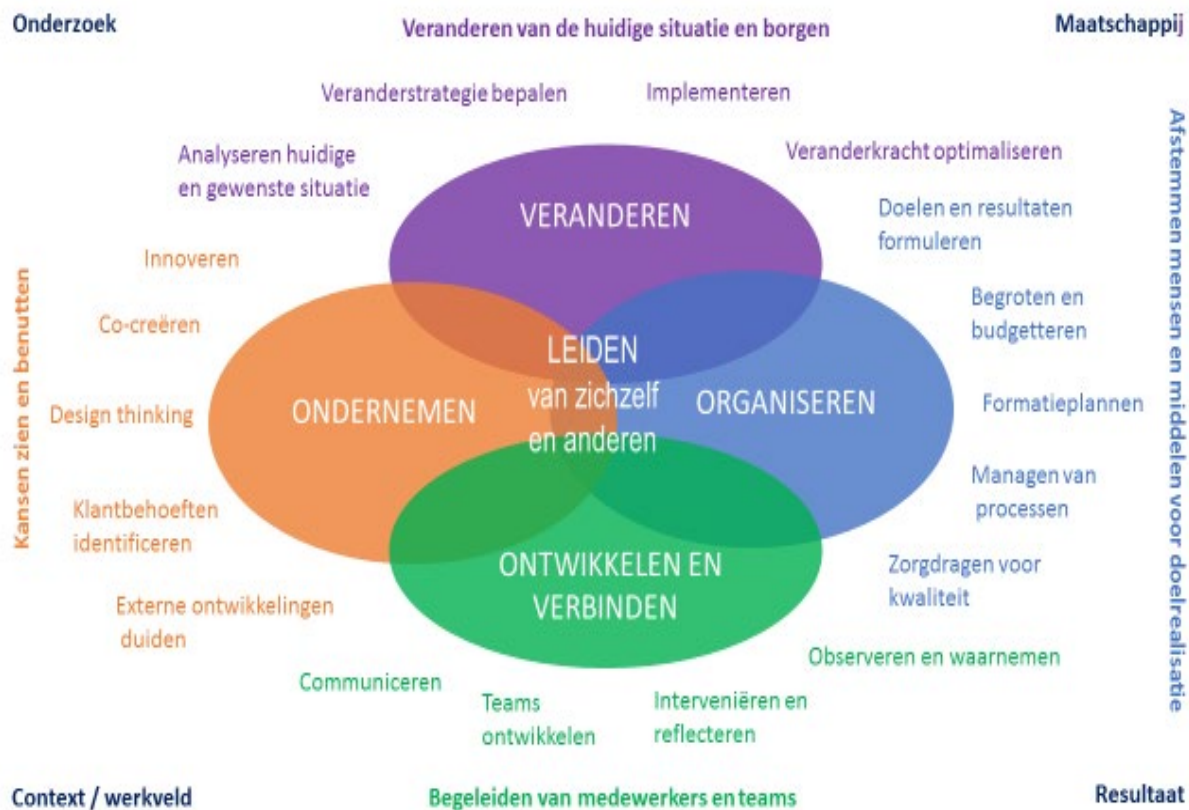 Onderzoek
Veranderen van de huidige situatie en borgen
Maatschappij
Veranderstrategie bepalen
Implementeren
Analyseren huidige
en gewenste situatie
Veranderkracht optimaliseren
VERANDEREN
Doelen en resultaten
formuleren
Innoveren
Begroten en
budgetteren
Co-creëren
LEIDEN
van zichzelf
en anderen
ONDERNEMEN
ORGANISEREN
Design thinking
Formatieplannen
Klantbehoeften
identificeren
Managen van
processen
ONTWIKKELEN EN
VERBINDEN
Zorgdragen voor
kwaliteit
Externe ontwikkelingen
duiden
Observeren en waarnemen
Communiceren
Teams
ontwikkelen
Interveniëren en
reflecteren
Kansen zien en benutten
Afstemmen mensen en middelen voor doelrealisatie
Context / werkveld
Begeleiden van medewerkers en teams
Resultaat